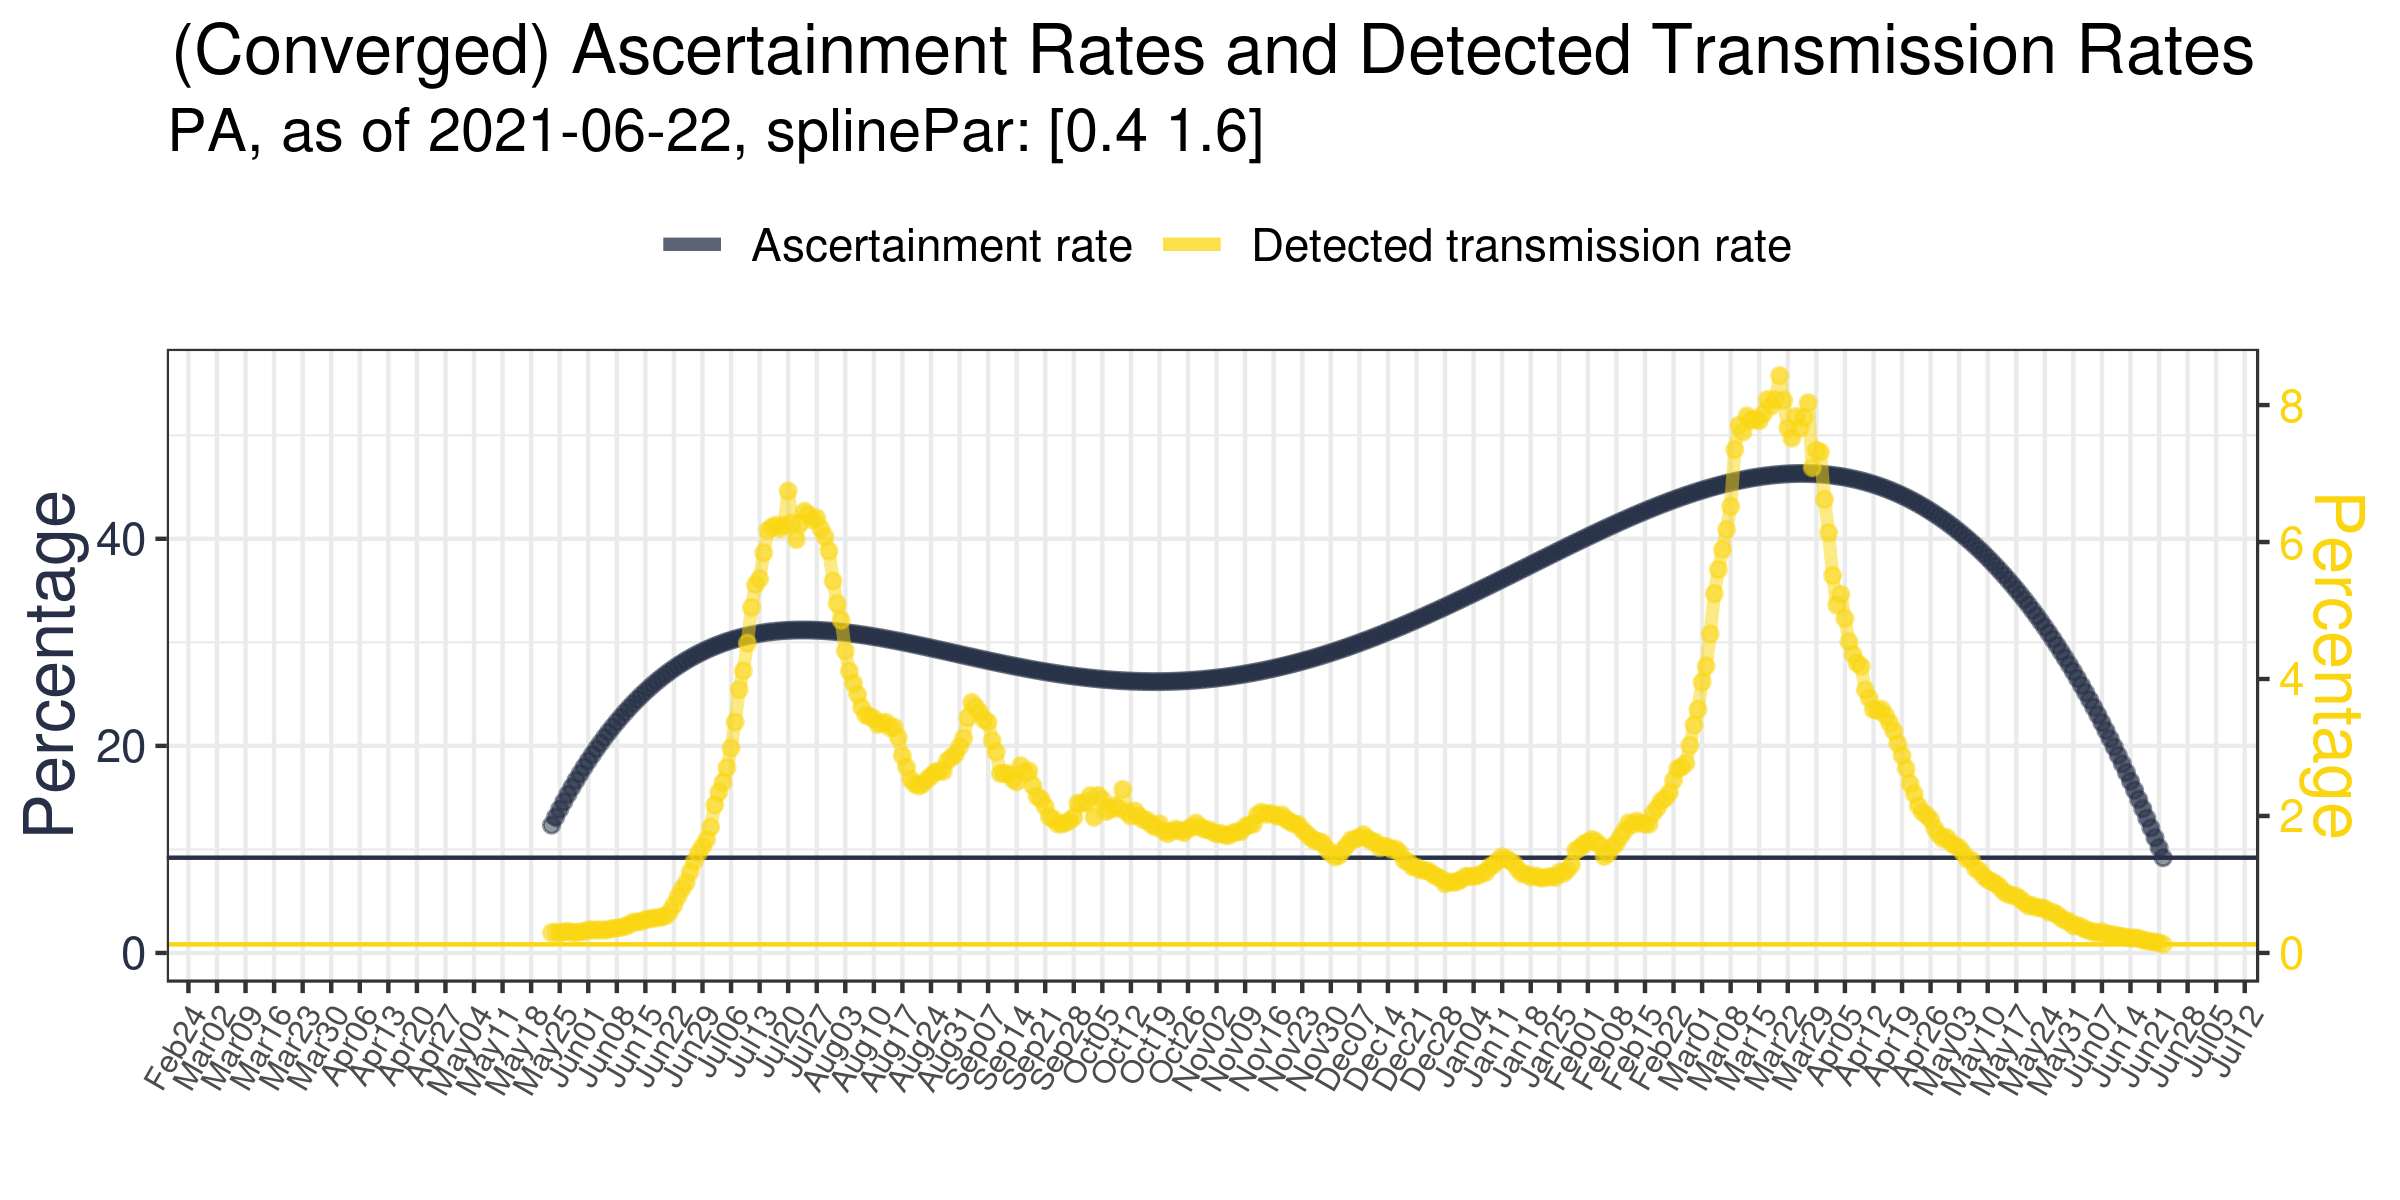 (Converged) Ascertainment Rates and Detected Transmission Rates
PA, as of 2021-06-22, splinePar: [0.4 1.6]
Ascertainment rate
Detected transmission rate
Percentage
40
20
0
8
6
4
2
0
Percentage
Feb24
Mar02
Mar09
Mar16
Mar23
Mar30
Apr06
Apr13
Apr20
Apr27
May04
May11
May18
May25
Jun01
Jun08
Jun15
Jun22
Jun29
Jul06
Jul13
Jul20
Jul27
Aug03
Aug10
Aug17
Aug24
Aug31
Sep07
Sep14
Sep21
Sep28
Oct05
Oct12
Oct19
Oct26
Nov02
Nov09
Nov16
Nov23
Nov30
Dec07
Dec14
Dec21
Dec28
Jan04
Jan11
Jan18
Jan25
Feb01
Feb08
Feb15
Feb22
Mar01
Mar08
Mar15
Mar22
Mar29
Apr05
Apr12
Apr19
Apr26
May03
May10
May17
May24
May31
Jun07
Jun14
Jun21
Jun28
Jul05
Jul12